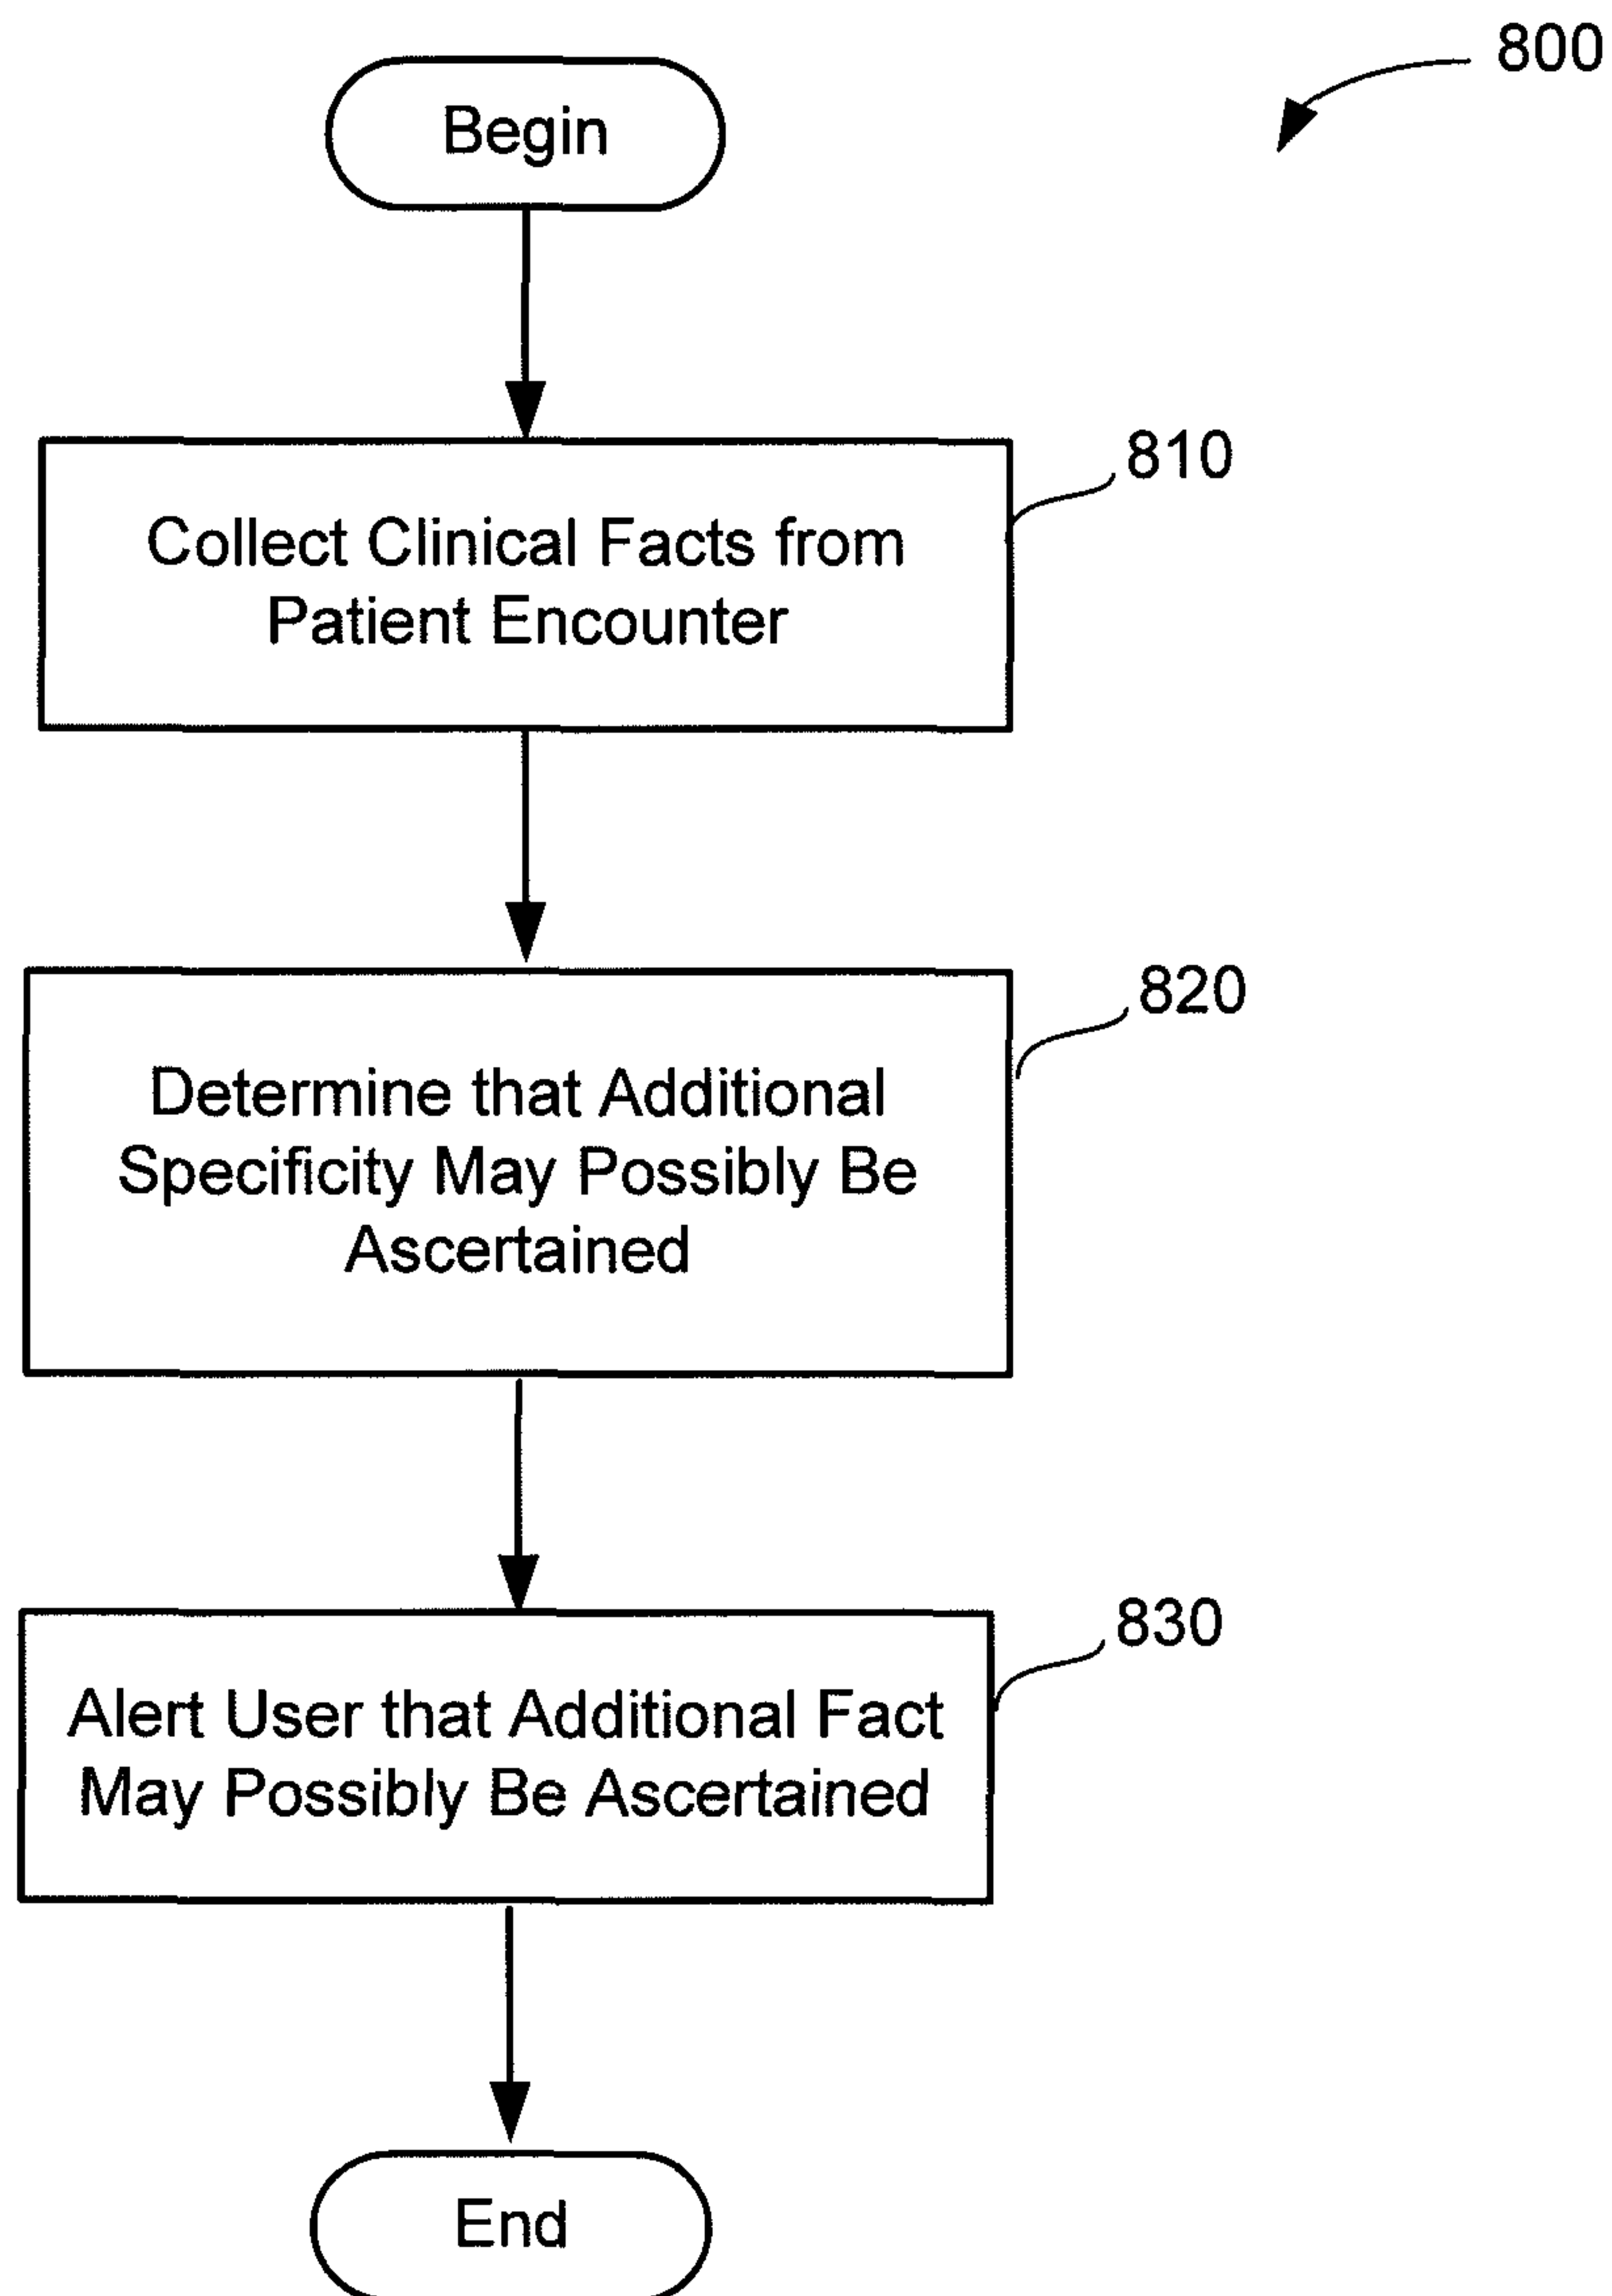 800
Begin
810
Collect Clinical Facts from
Patient Encounter
820
Determine that Additional
Specificity May Possibly Be
Ascertained
830
Alert User that Additional Fact
May Possibly Be Ascertained
End